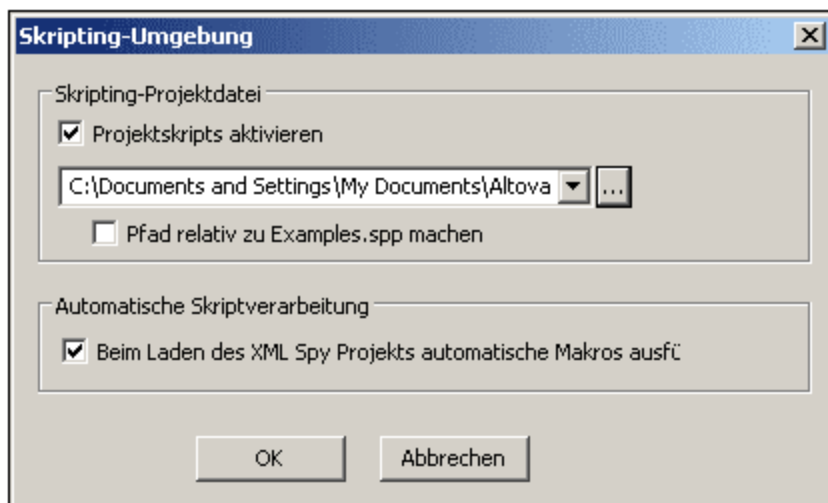 Skripting-Umgebung
Skripting-Projektdatei
Projektskripts aktivieren
C:\Documents and Settings\My Documents\Altova
...
Pfad relativ zu Examples.spp machen
Automatische Skriptverarbeitung
Beim Laden des XML Spy Projekts automatische Makros
OK Abbrechen